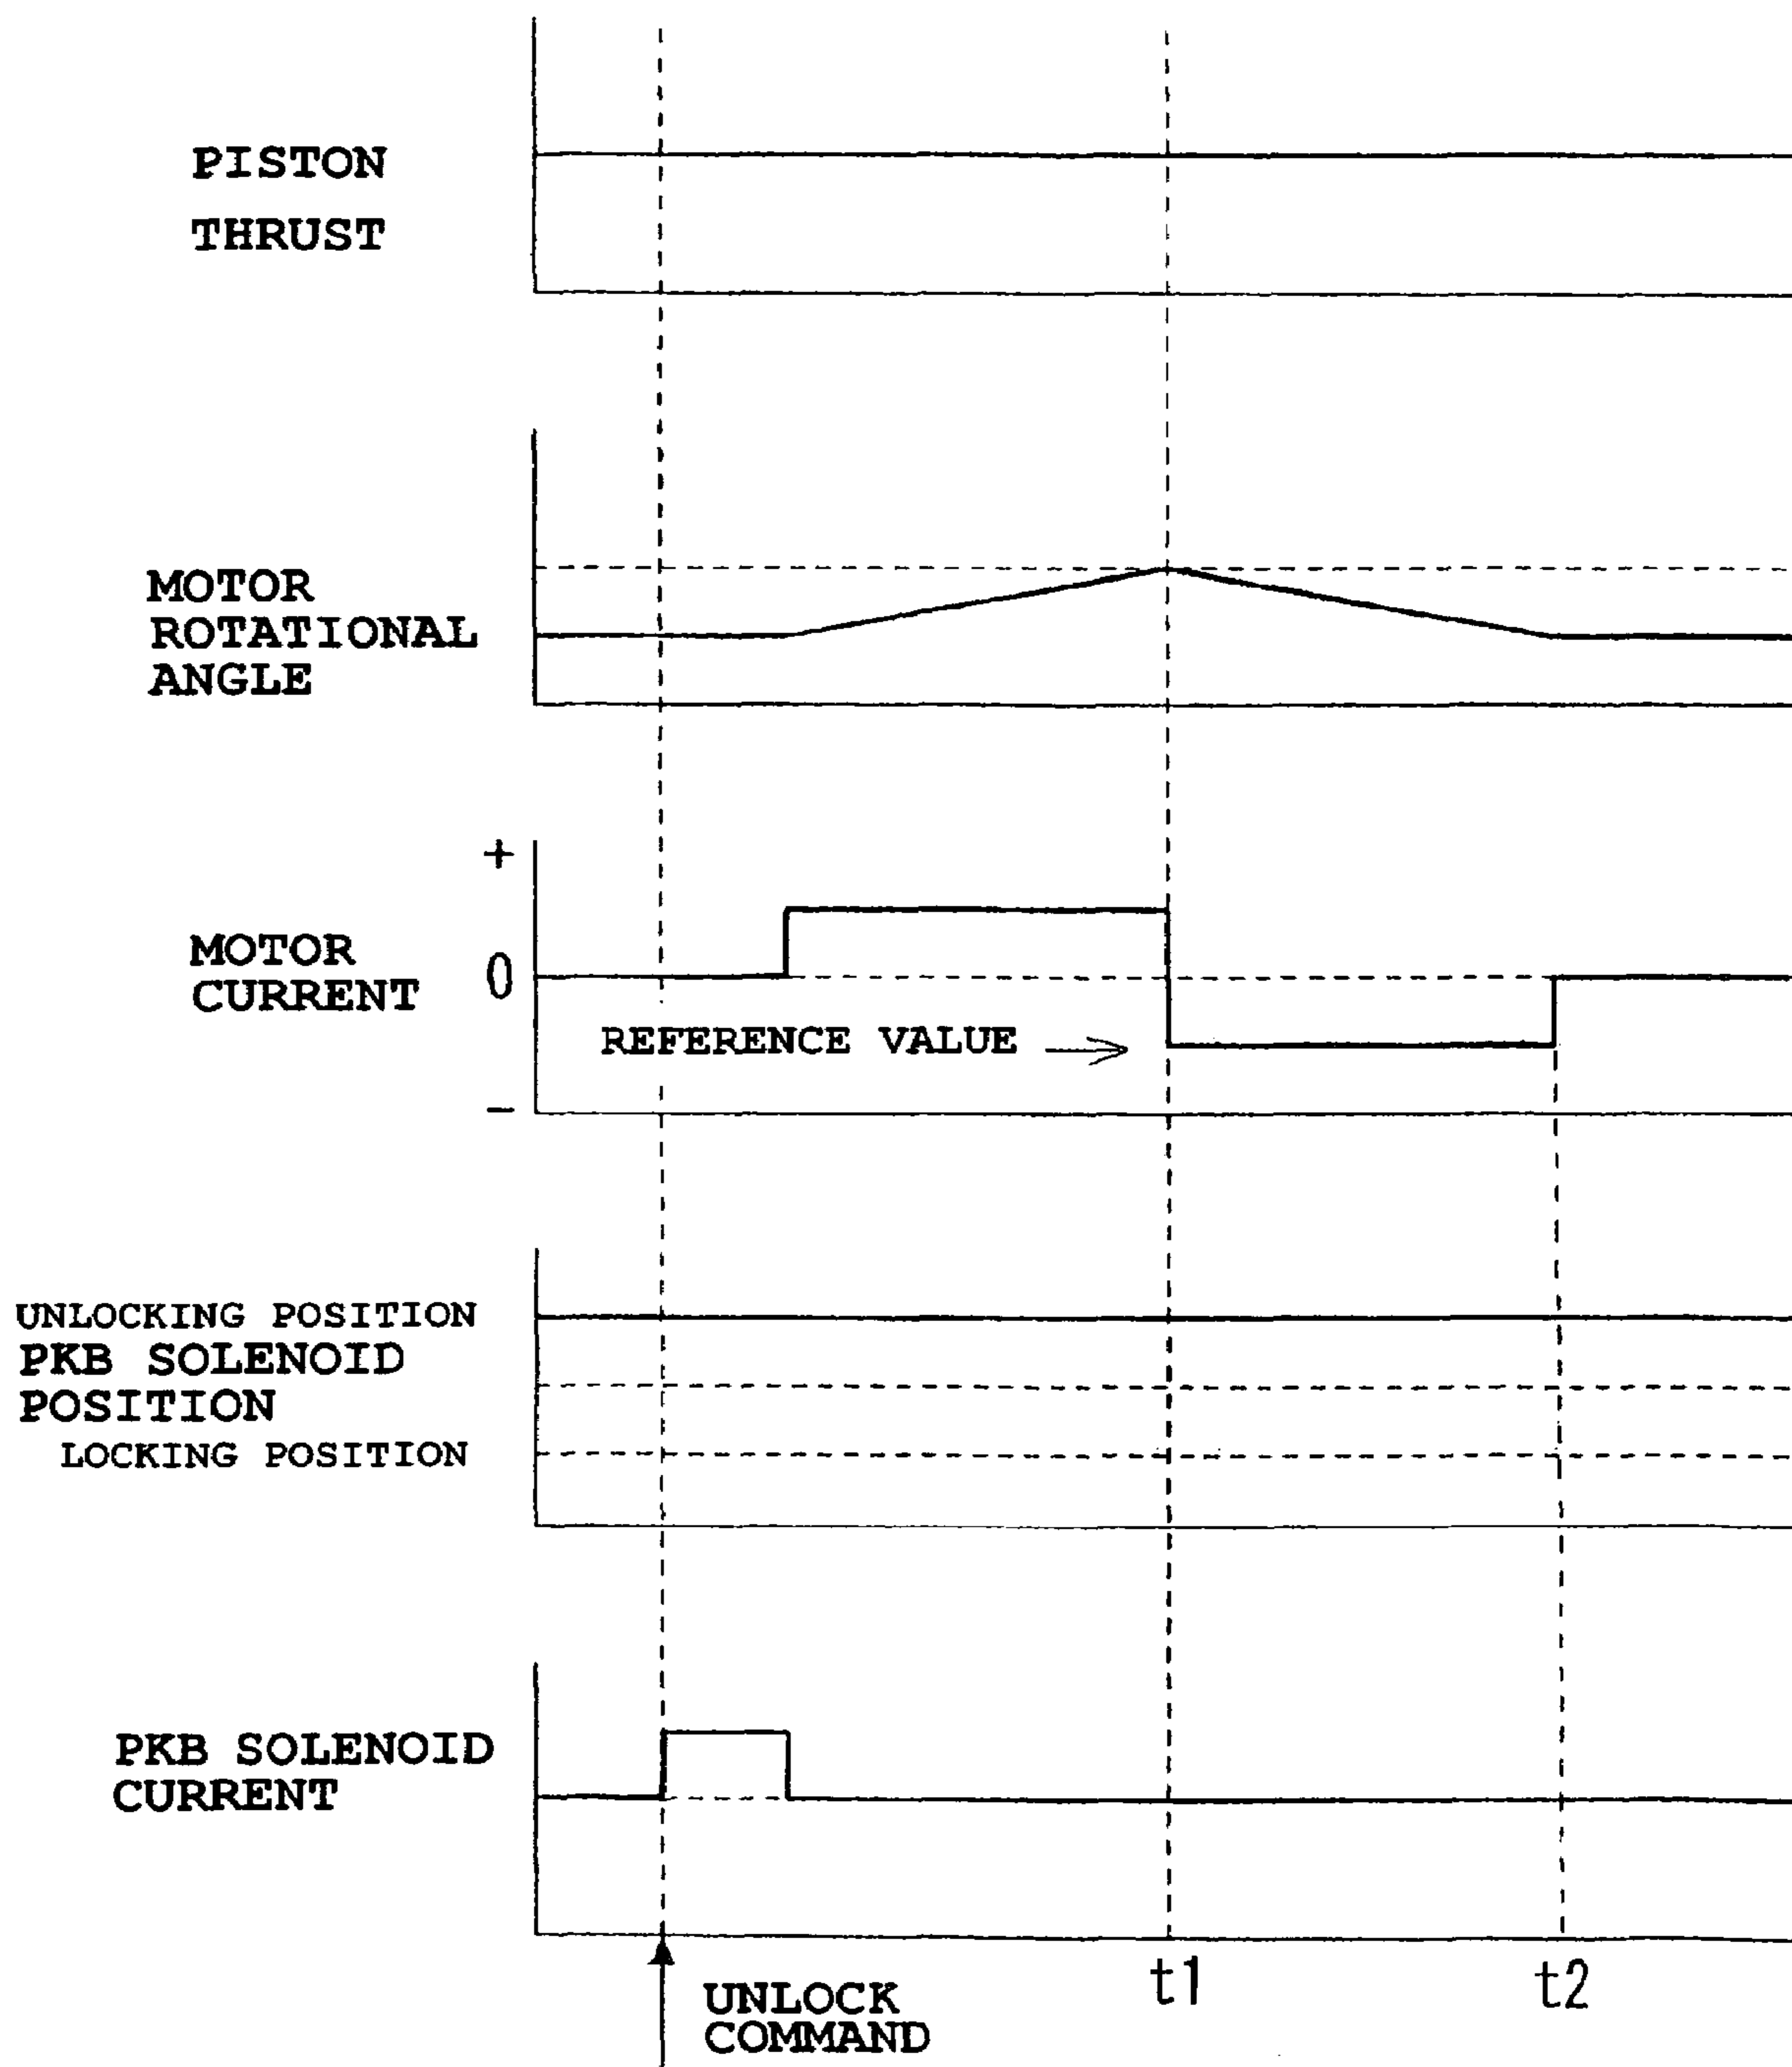 PISTON
THRUST
MOTOR
ROTATIONAL
ANGLE
+
MOTOR
CURRENT
0
REFERENCE VALUE
-
UNLOCKING POSITION
PKB SOLENOID
POSITION
LOCKING POSITION
PKB SOLENOID
CURRENT
UNLOCK
COMMAND
t1
t2